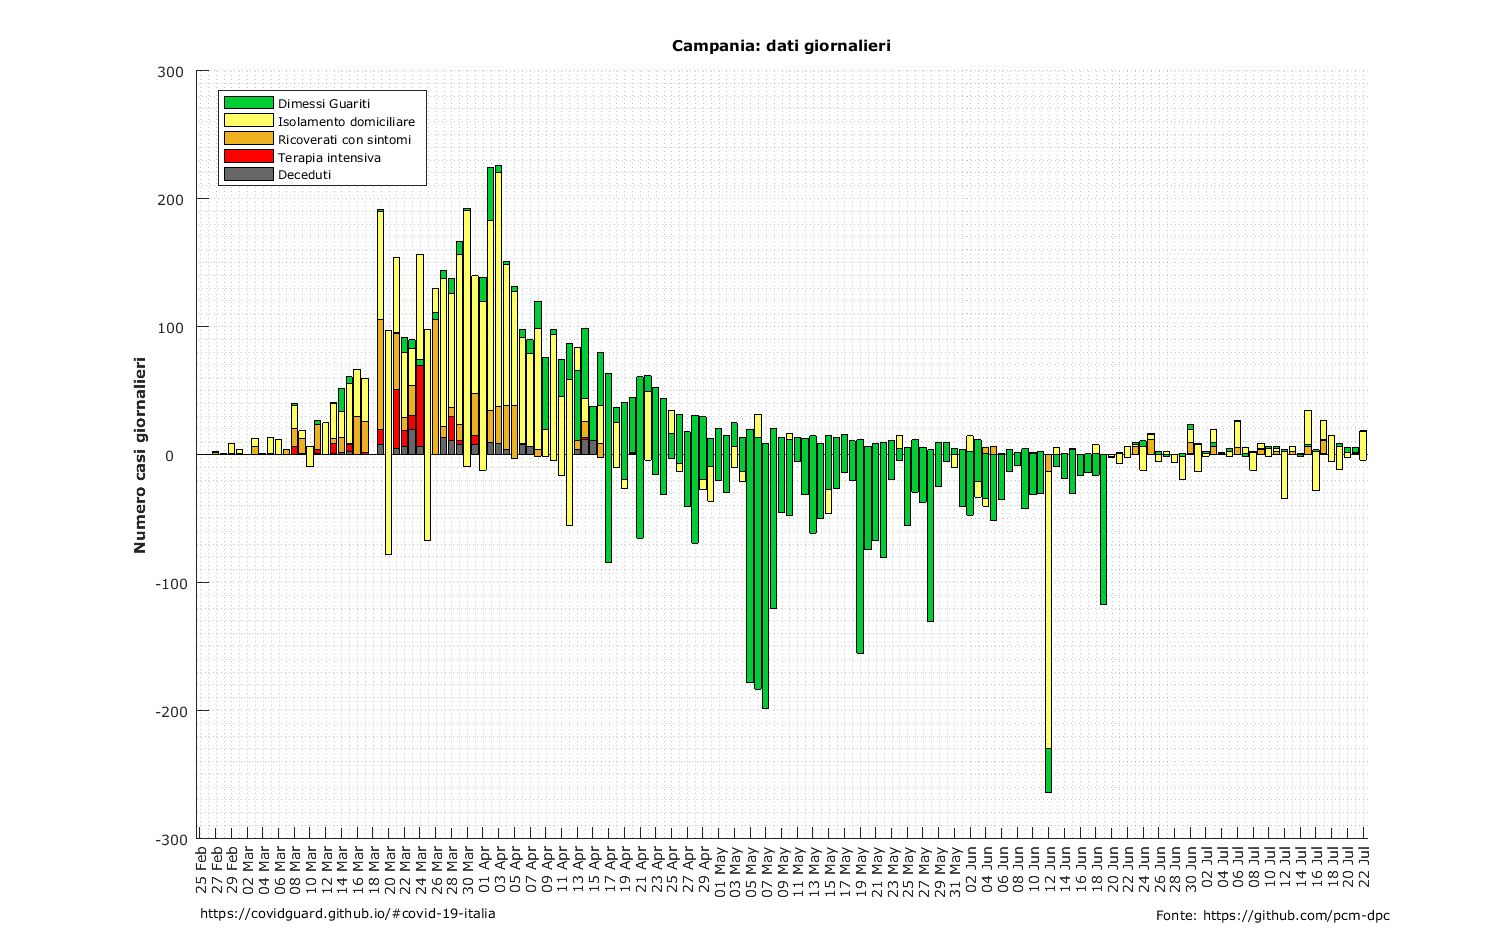 Campania: dati giornalieri
300
200
100
0
-100
-200
-300
Numero casi giornalieri
Dimessi Guariti
Isolamento domiciliare
Ricoverati con sintomi
Terapia intensiva
Deceduti
25 Feb
27 Feb
29 Feb
02 Mar
04 Mar
06 Mar
08 Mar
10 Mar
12 Mar
14 Mar
16 Mar
18 Mar
20 Mar
22 Mar
24 Mar
26 Mar
28 Mar
30 Mar
01 Apr
03 Apr
05 Apr
07 Apr
09 Apr
11 Apr
13 Apr
15 Apr
17 Apr
19 Apr
21 Apr
23 Apr
25 Apr
27 Apr
29 Apr
01 May
03 May
05 May
07 May
09 May
11 May
13 May
15 May
17 May
19 May
21 May
23 May
25 May
27 May
29 May
31 May
02 Jun
04 Jun
06 Jun
08 Jun
10 Jun
12 Jun
14 Jun
16 Jun
18 Jun
20 Jun
22 Jun
24 Jun
26 Jun
28 Jun
30 Jun
02 Jul
04 Jul
06 Jul
08 Jul
10 Jul
12 Jul
14 Jul
16 Jul
18 Jul
20 Jul
22 Jul
https://covidguard.github.io/#covid-19-italia
Fonte: https://github.com/pcm-dpc